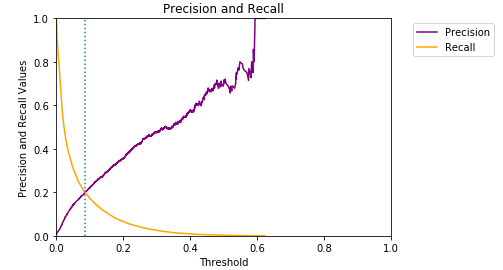 Precision and Recall
Precision
Recall
Precision and Recall Values
1.0
0.8
0.6
0.4
0.2
0.0
0.0 0.2 0.4 0.6 0.8 1.0
Threshold